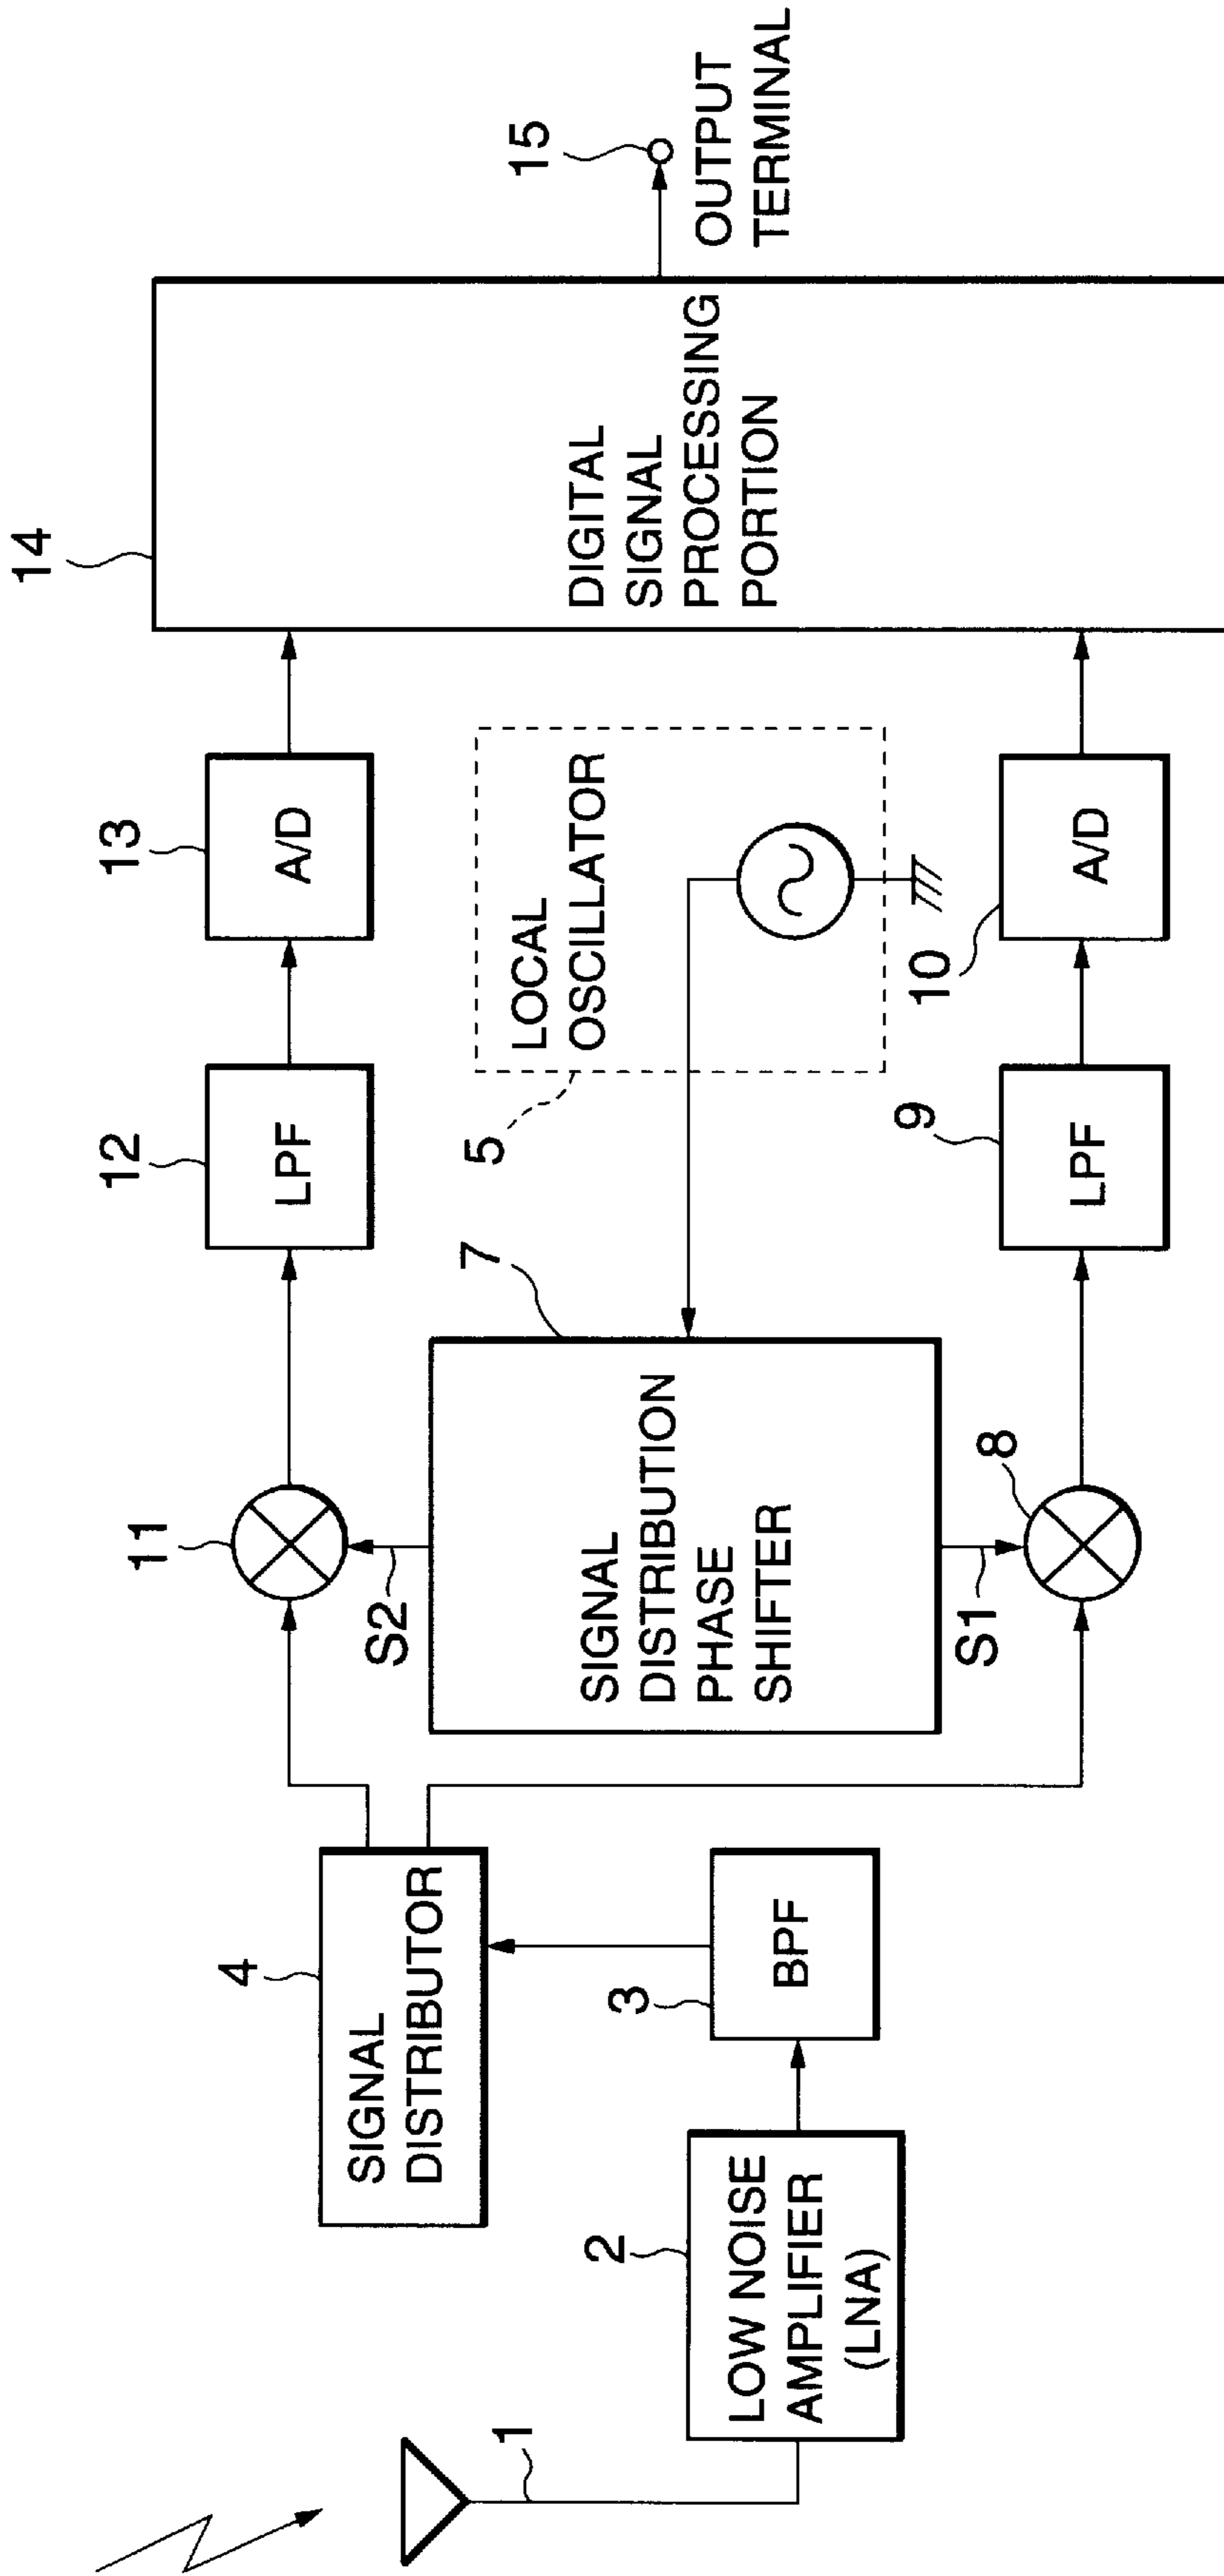 14
13
A/D
12
LPF
11
S2
4
SIGNAL
DISTRIBUTOR
LOCAL
OSCILLATOR
5
7
SIGNAL
DISTRIBUTION
PHASE
SHIFTER
DIGITAL
SIGNAL
PROCESSING
PORTION
15
OUTPUT
TERMINAL
3
BPF
2
LOW NOISE
AMPLIFIER
(LNA)
1
S1
8
9
LPF
10
A/D